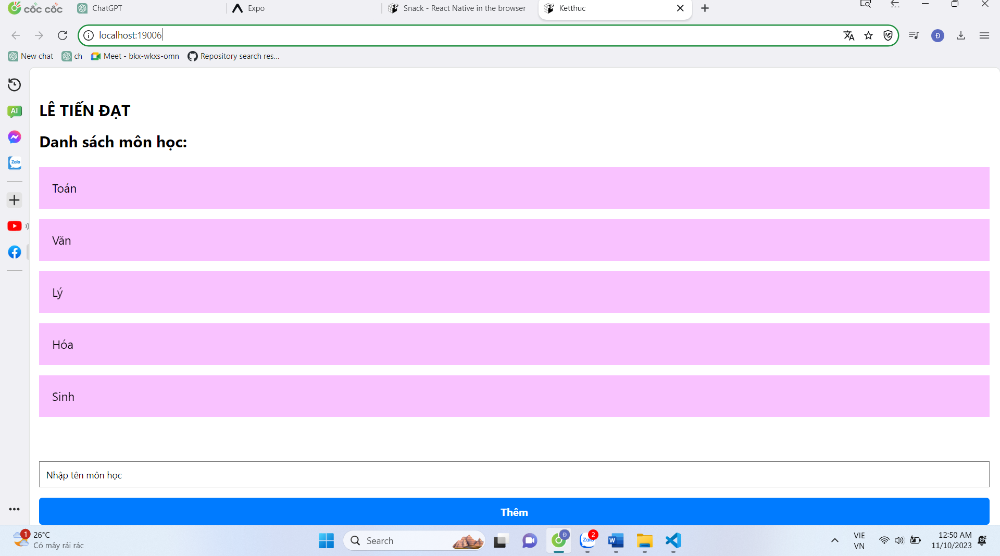 cốc cốc
ChatGPT
Expo
Snack - React Native in the browser
Ketthuc
localhost:19006
Đ
New chat
ch
Meet - bkx-wkxs-omn
Repository search res...
AI
Zalo
LÊ TIẾN ĐẠT
Danh sách môn học:
Toán
Văn
Lý
Hóa
Sinh
Nhập tên môn học
Thêm
1
26°C
Có mây rải rác
Search
Đ
Zalo
2
W
VIE
VN
12:50 AM
11/10/2023